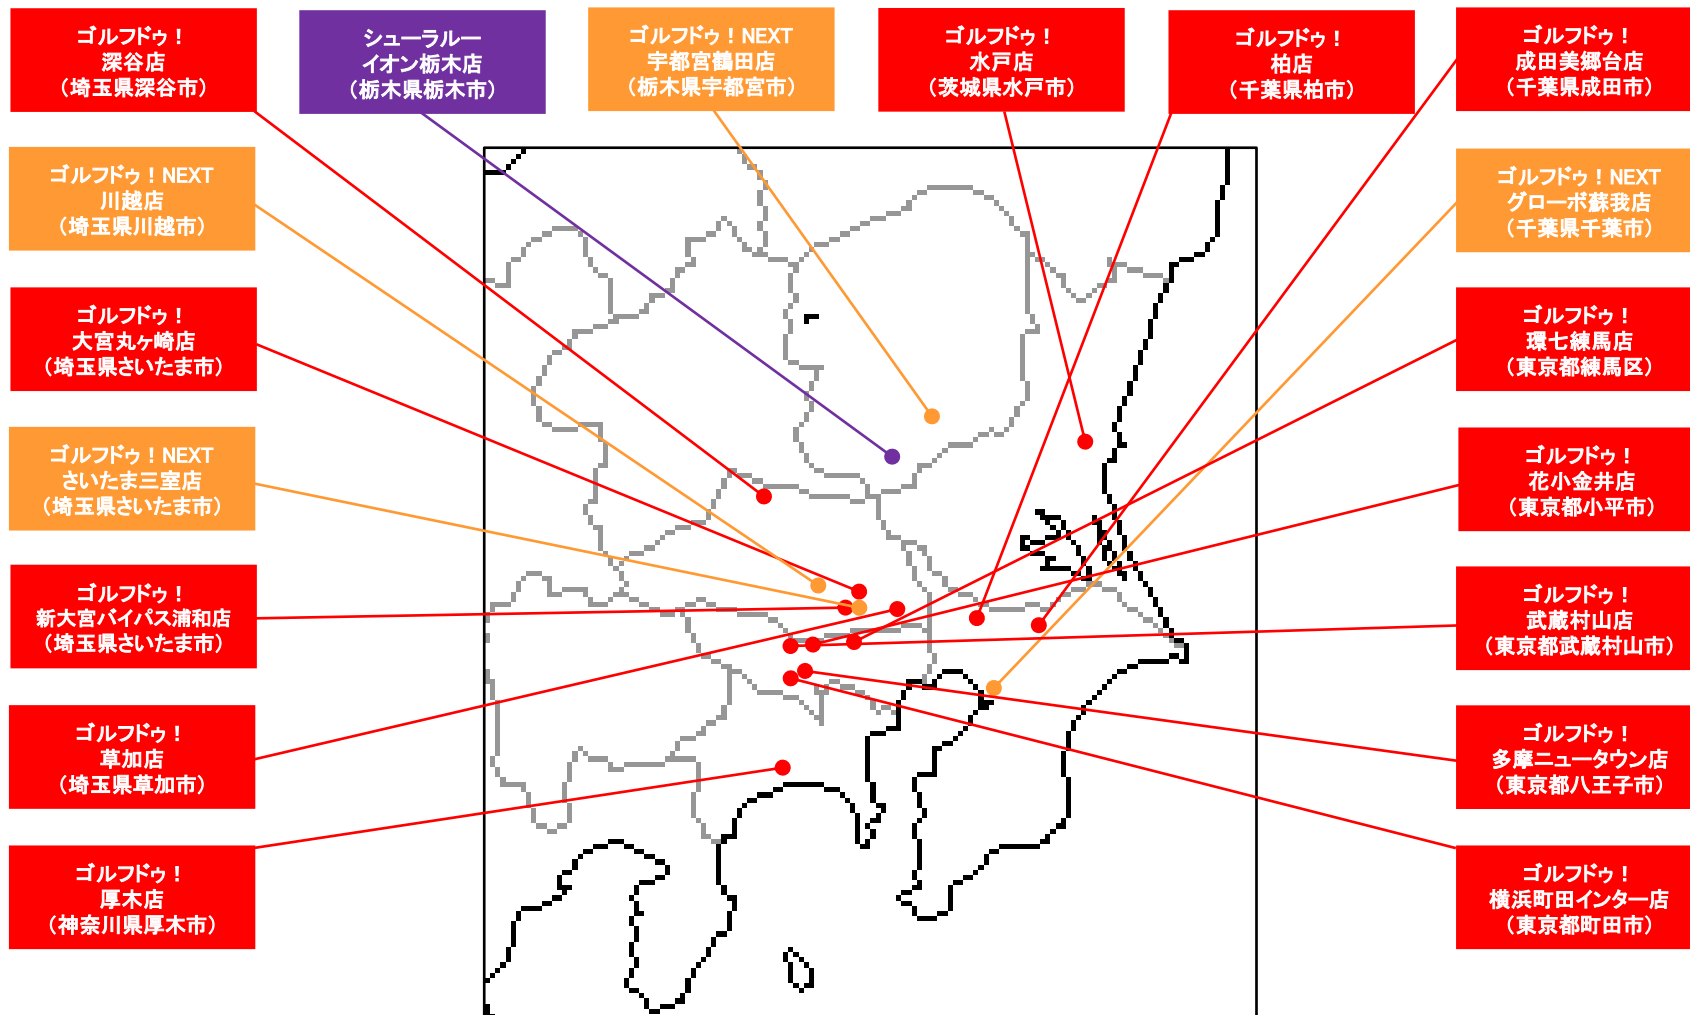 ゴルフドゥ！
深谷店
（埼玉県深谷市）
シューラルー
イオン栃木店
（栃木県栃木市）
ゴルフドゥ！NEXT
宇都宮鶴田店
（栃木県宇都宮市）
ゴルフドゥ！
水戸店
（茨城県水戸市）
ゴルフドゥ！
柏店
（千葉県柏市）
ゴルフドゥ！
成田美郷台店
（千葉県成田市）
ゴルフドゥ！NEXT
川越店
（埼玉県川越市）
ゴルフドゥ！NEXT
グローボ蘇我店
（千葉県千葉市）
ゴルフドゥ！
大宮丸ヶ崎店
（埼玉県さいたま市）
ゴルフドゥ！
環七練馬店
（東京都練馬区）
ゴルフドゥ！NEXT
さいたま三室店
（埼玉県さいたま市）
ゴルフドゥ！
花小金井店
（東京都小平市）
ゴルフドゥ！
新大宮バイパス浦和店
（埼玉県さいたま市）
ゴルフドゥ！
武蔵村山店
（東京都武蔵村山市）
ゴルフドゥ！
草加店
（埼玉県草加市）
ゴルフドゥ！
多摩ニュータウン店
（東京都八王子市）
ゴルフドゥ！
厚木店
（神奈川県厚木市）
ゴルフドゥ！
横浜町田インター店
（東京都町田市）